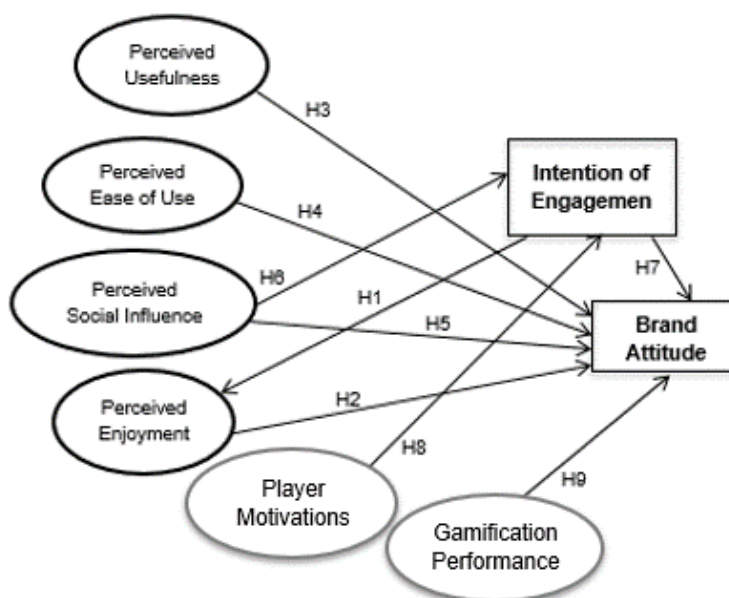 Perceived
Usefulness
H3
Intention of
Engagemen
Perceived
Ease of Use
H4
H6
H7
Perceived
Social Influence
H1
H5
Brand
Attitude
Perceived
Enjoyment
H2
H8
Player
Motivations
H9
Gamification
Performance